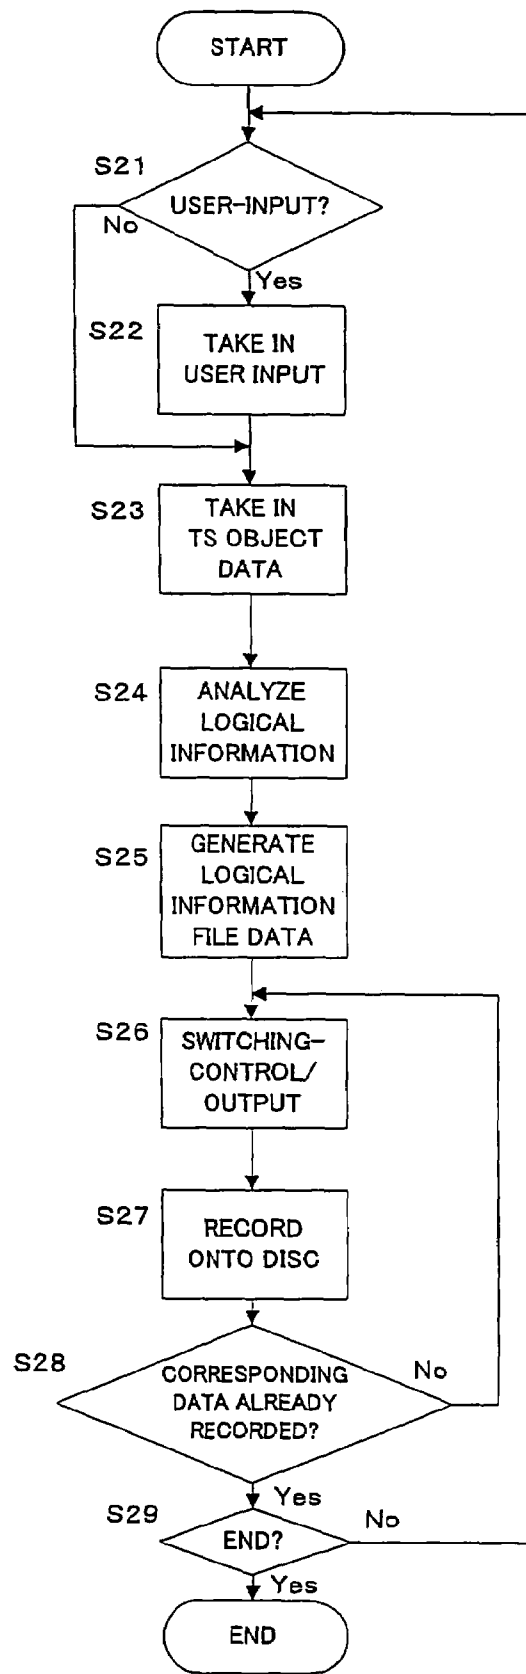 START
S21
USER-INPUT?
No
Yes
S22
TAKE IN
USER INPUT
S23
TAKE IN
TS OBJECT
DATA
S24
ANALYZE
LOGICAL
INFORMATION
S25
GENERATE
LOGICAL
INFORMATION
FILE DATA
S26
SWITCHING-
CONTROL/
OUTPUT
S27
RECORD
ONTO DISC
S28
CORRESPONDING
DATA ALREADY
RECORDED?
No
Yes
S29
END?
No
Yes
END